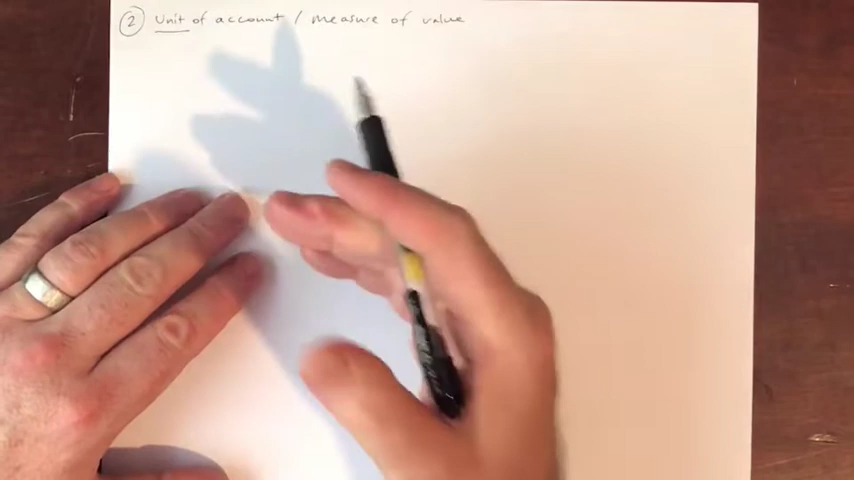 ② Unit of account / measure of value